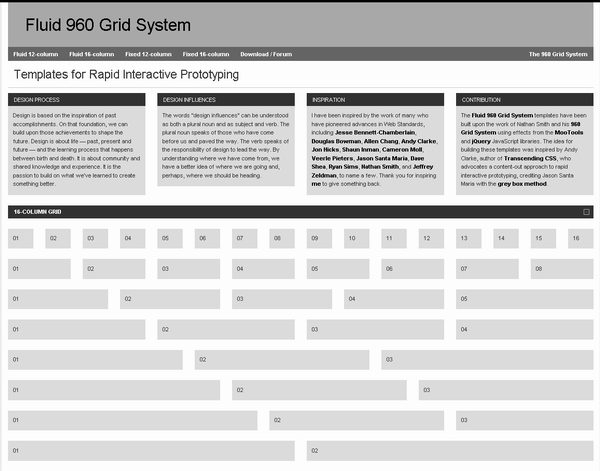 Fluid 960 Grid System
Fluid 12-column Fluid 16-column Fixed 12-column Fixed 16-column Download / Forum The 960 Grid System
Templates for Rapid Interactive Prototyping
DESIGN PROCESS
Design is based on the inspiration of past
accomplishments. On that foundation, we can
build upon those achievements to shape the
future. Design is about life — past, present and
future — and the learning process that happens
between birth and death. It is about community and
shared knowledge and experience. It is the
passion to build on what we've learned to create
something better.
DESIGN INFLUENCES
The words "design influences" can be understood
as both a plural noun and as subject and verb. The
plural noun speaks of those who have come
before us and paved the way. The verb speaks of
the responsibility of design to lead the way. By
understanding where we have come from, we
have a better idea of where we are going and,
perhaps, where we should be heading.
INSPIRATION
I have been inspired by the work of many who
have pioneered advances in Web Standards,
including Jesse Bennett-Chamberlain,
Douglas Bowman, Allen Chang, Andy Clarke,
Jon Hicks, Shaun Inman, Cameron Moll,
Veerle Pieters, Jason Santa Maria, Dave
Shea, Ryan Sims, Nathan Smith, and Jeffrey
Zeldman, to name a few. Thank you for inspiring
me to give something back.
CONTRIBUTION
The Fluid 960 Grid System templates have been
built upon the work of Nathan Smith and his 960
Grid System using effects from the MooTools
and jQuery JavaScript libraries. The idea for
building these templates was inspired by Andy
Clarke, author of Transcending CSS, who
advocates a content-out approach to rapid
interactive prototyping, crediting Jason Santa
Maria with the grey box method.
16-COLUMN GRID
01 02 03 04 05 06 07 08 09 10 11 12 13 14 15 16
01 02 03 04 05 06 07 08
01 02 03 04 05
01 02 03 04
01 02 03
01 02 03
01 02 03
01 02